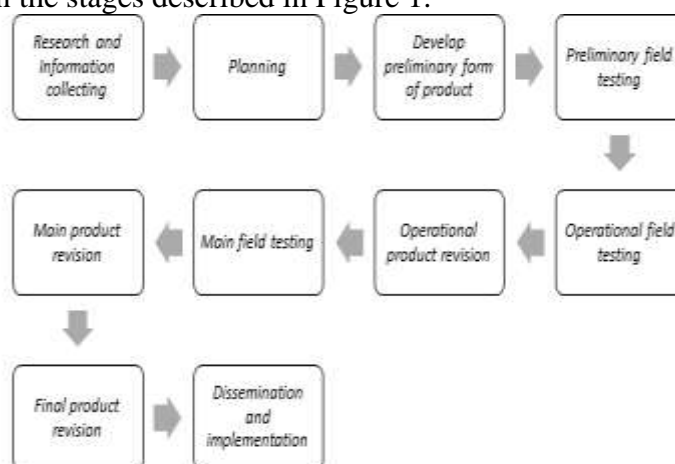 the stages described in Figure 1.
Research and
Information
collecting
Planning
Develop
preliminary form
of product
Preliminary field
testing
Operational field
testing
Operational
product revision
Main field testing
Main product
revision
Final product
revision
Dissemination
and
implementation